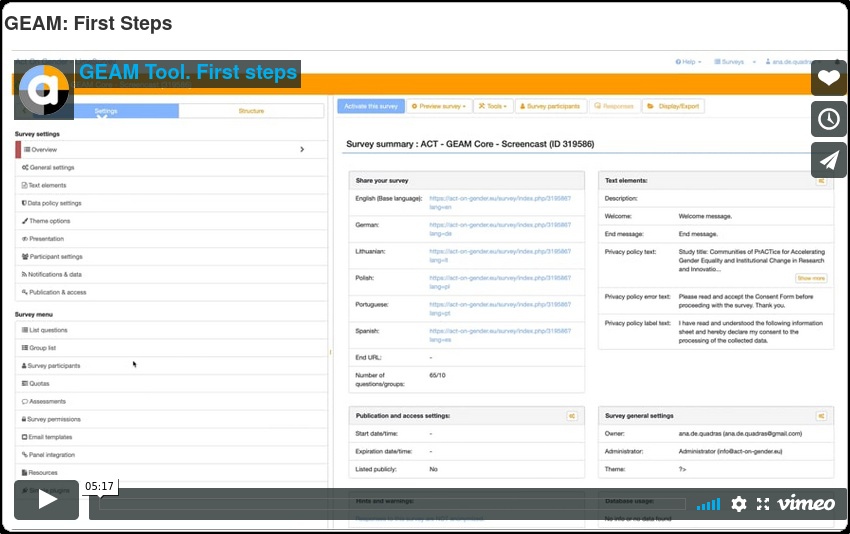 GEAM: First Steps
GEAM Tool. First steps
Help
Surveys
ana.de.quadras
Settings
Structure
Activate this survey
Preview survey
Tools
Survey participants
Responses
Display/Export
Survey settings
Overview
General settings
Text elements
Data policy settings
Theme options
Presentation
Participant settings
Notifications & data
Publication & access
Survey menu
List questions
Group list
Survey participants
Quotas
Assessments
Survey permissions
Email templates
Panel integration
Resources
Survey summary : ACT - GEAM Core - Screencast (ID 319586)
Share your survey
English (Base language): https://act-on-gender.eu/survey/index.php/319586?
lang=en
German: https://act-on-gender.eu/survey/index.php/319586?
lang=de
Lithuanian: https://act-on-gender.eu/survey/index.php/319586?
lang=lt
Polish: https://act-on-gender.eu/survey/index.php/319586?
lang=pl
Portuguese: https://act-on-gender.eu/survey/index.php/319586?
lang=pt
Spanish: https://act-on-gender.eu/survey/index.php/319586?
lang=es
End URL: -
Number of 65/10
questions/groups:
Text elements:
Description:
Welcome: Welcome message.
End message: End message.
Privacy policy text: Study title: Communities of PrACTice for Accelerating
Gender Equality and Institutional Change in Research
and Innovatio...
Show more
Privacy policy error text: Please read and accept the Consent Form before
proceeding with the survey. Thank you.
Privacy policy label text: I have read and understood the following information
sheet and hereby declare my consent to the
processing of the collected data.
Publication and access settings:
Start date/time: -
Expiration date/time: -
Listed publicly: No
Survey general settings
Owner: ana.de.quadras (ana.de.quadras@gmail.com)
Administrator: Administrator (info@act-on-gender.eu)
Theme: ?>
Hints and warnings:
Responses to this survey are NOT anonymized.
Database usage:
No info or no data found
05:17
vimeo